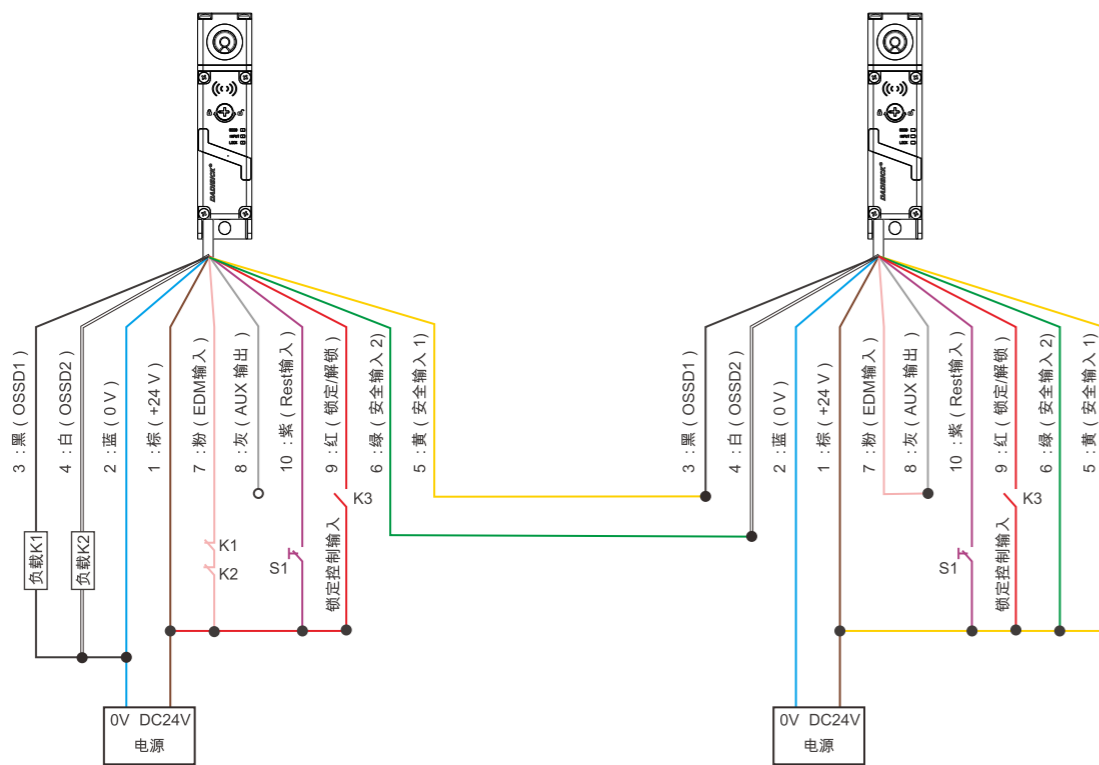 DADISICK®
3 :黑 ( OSSD1 )
4 :白 ( OSSD2 )
2 :蓝 ( 0 V )
1 :棕 ( +24 V )
7 :粉 ( EDM输入 )
8 :灰 ( AUX 输出 )
10 :紫 ( Rest输入 )
9 :红 ( 锁定/解锁 )
6 :绿 ( 安全输入 2)
5 :黄 ( 安全输入 1)
负载K1
负载K2
K1
K2
S1
K3
锁定控制输入
0V DC24V
电源
DADISICK®
3 :黑 ( OSSD1 )
4 :白 ( OSSD2 )
2 :蓝 ( 0 V )
1 :棕 ( +24 V )
7 :粉 ( EDM输入 )
8 :灰 ( AUX 输出 )
10 :紫 ( Rest输入 )
9 :红 ( 锁定/解锁 )
6 :绿 ( 安全输入 2)
5 :黄 ( 安全输入 1)
S1
K3
锁定控制输入
0V DC24V
电源